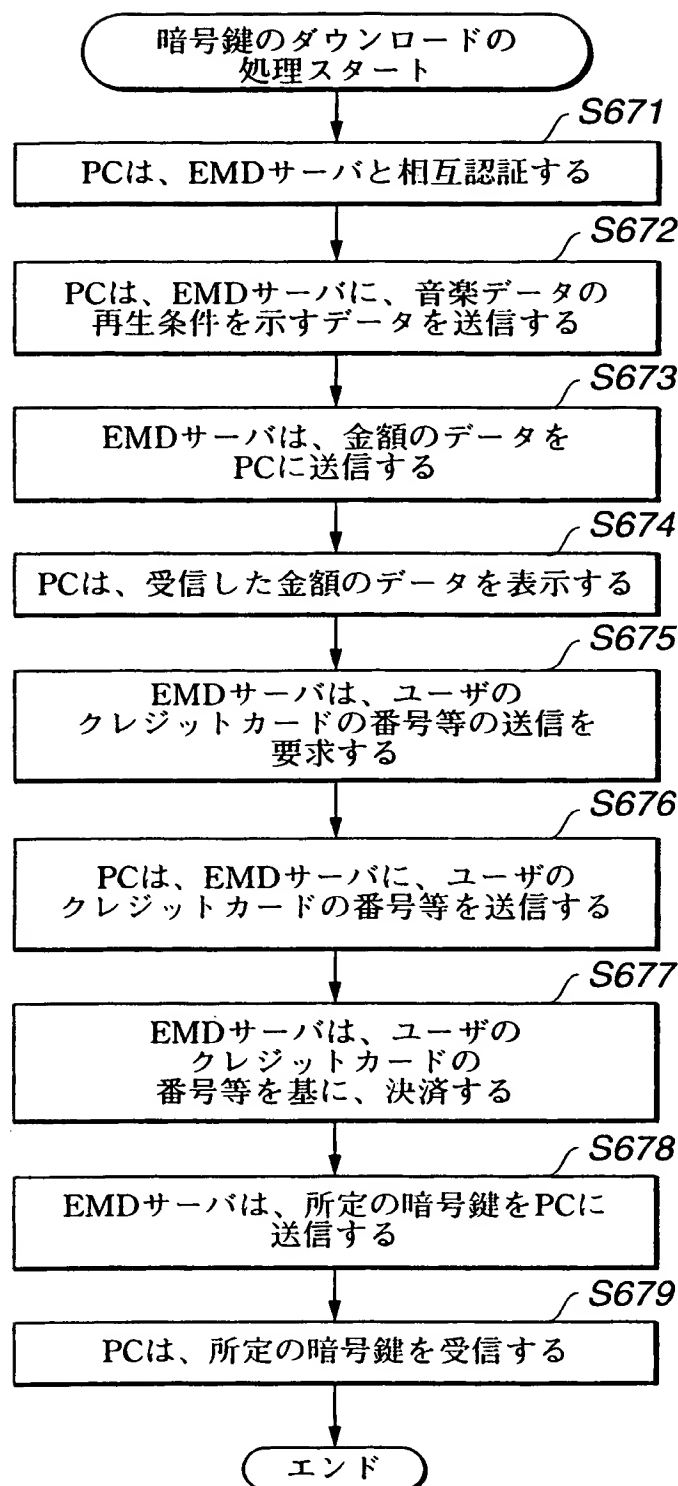 暗号鍵のダウンロードの
処理スタート
S671
PCは、EMDサーバと相互認証する
S672
PCは、EMDサーバに、音楽データの
再生条件を示すデータを送信する
S673
EMDサーバは、金額のデータを
PCに送信する
S674
PCは、受信した金額のデータを表示する
S675
EMDサーバは、ユーザの
クレジットカードの番号等の送信を
要求する
S676
PCは、EMDサーバに、ユーザの
クレジットカードの番号等を送信する
S677
EMDサーバは、ユーザの
クレジットカードの
番号等を基に、決済する
S678
EMDサーバは、所定の暗号鍵をPCに
送信する
S679
PCは、所定の暗号鍵を受信する
エンド